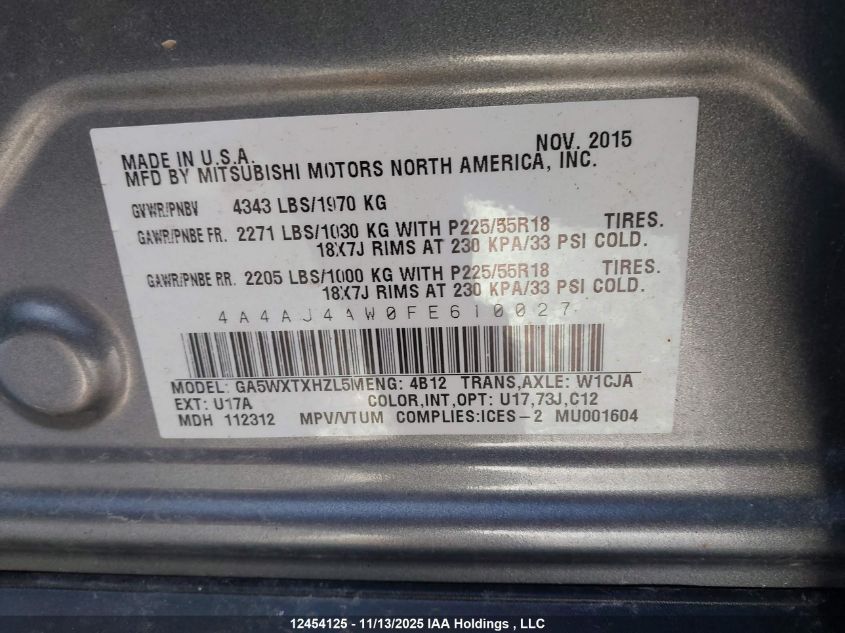 NOV. 2015
MADE IN U.S.A.
MFD BY MITSUBISHI MOTORS NORTH AMERICA, INC.
GVWR/PNBV 4343 LBS/1970 KG
GAWR/PNBE FR. 2271 LBS/1030 KG WITH P225/55R18 TIRES.
18X7J RIMS AT 230 KPA/33 PSI COLD.
GAWR/PNBE RR. 2205 LBS/1000 KG WITH P225/55R18 TIRES.
18X7J RIMS AT 230 KPA/33 PSI COLD.
4A4AJ4AW0FE610027
MODEL: GA5WXTXHZL5M ENG: 4B12 TRANS,AXLE: W1CJA
EXT: U17A COLOR,INT,OPT: U17,73J,C12
MDH 112312 MPV/VTUM COMPLIES:ICES-2 MU001604
12454125 - 11/13/2025 IAA Holdings , LLC